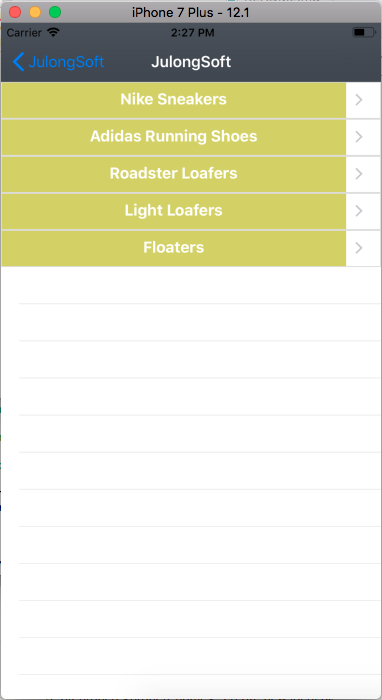 iPhone 7 Plus - 12.1
Carrier 2:27 PM
JulongSoft JulongSoft
Nike Sneakers
Adidas Running Shoes
Roadster Loafers
Light Loafers
Floaters